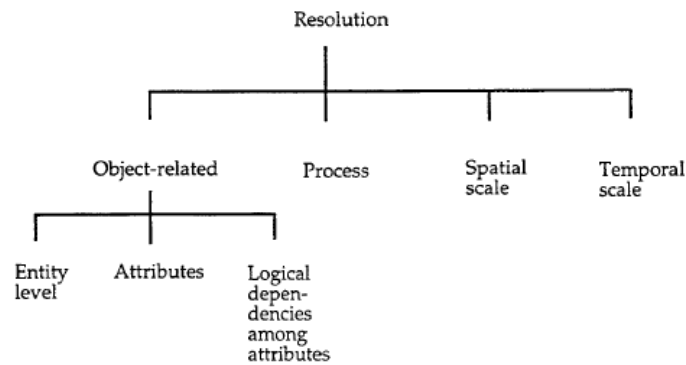 Resolution
Object-related
Process
Spatial
scale
Temporal
scale
Entity
level
Attributes
Logical
depen-
dencies
among
attributes